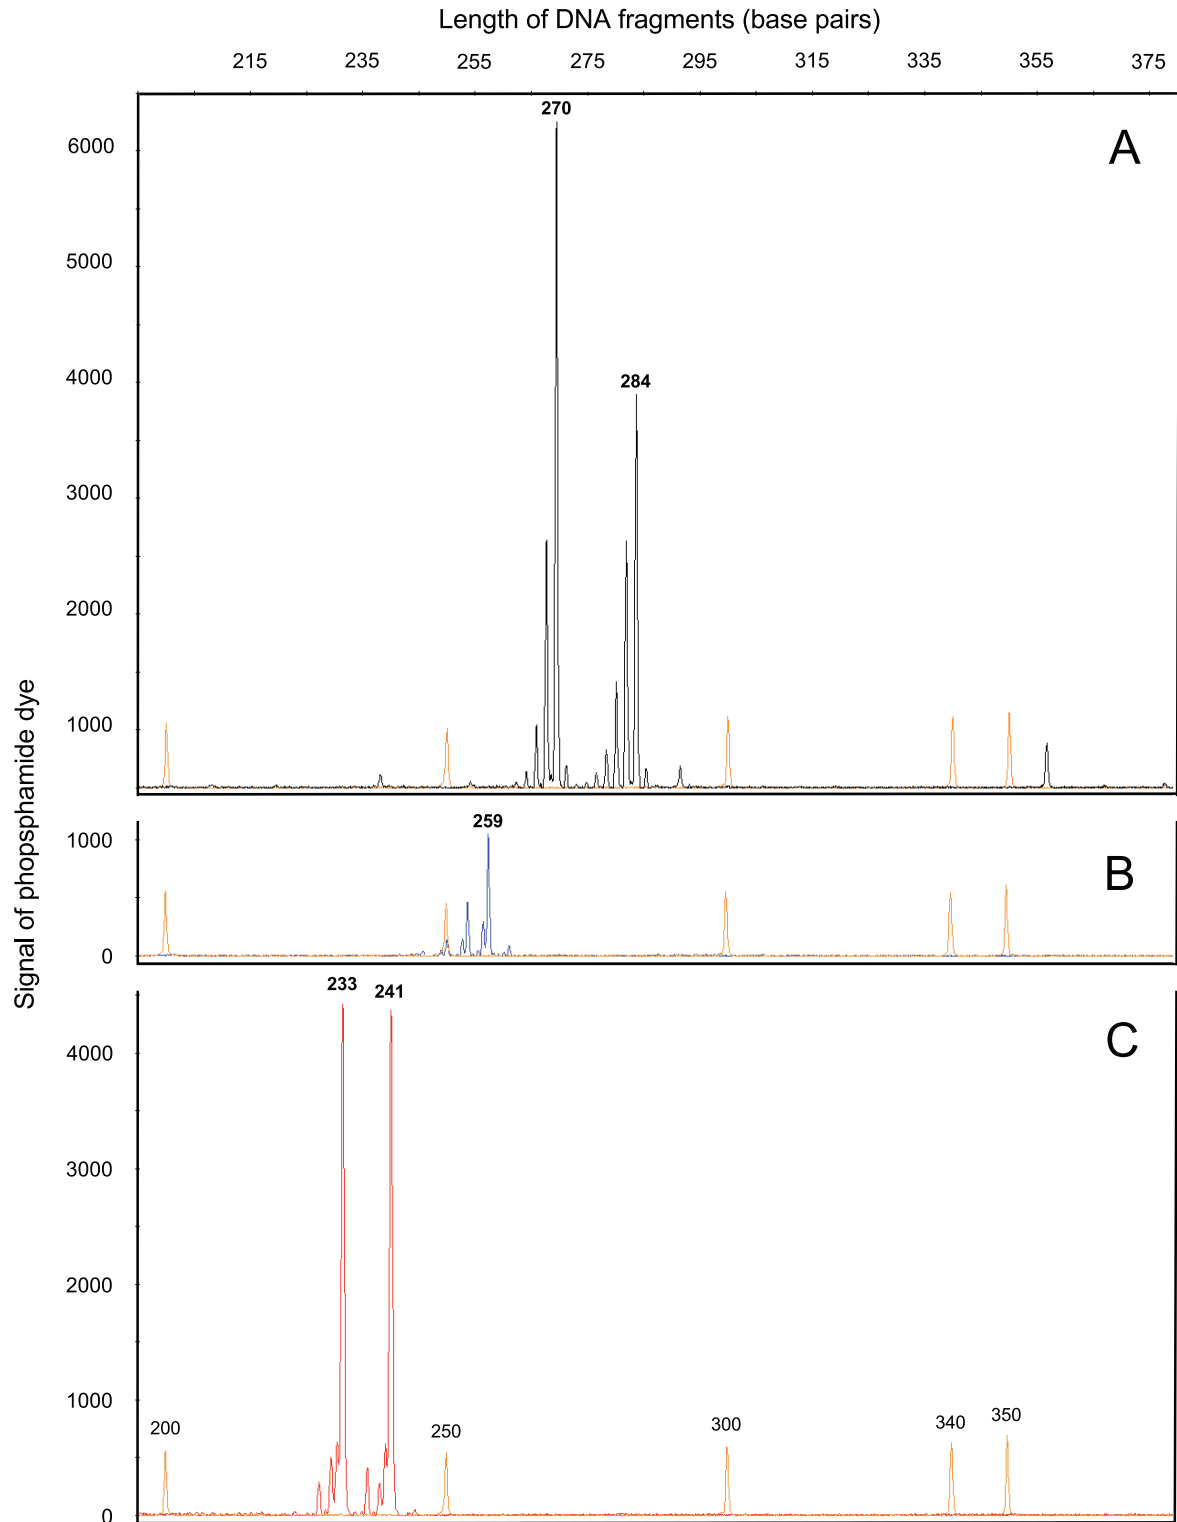 Length of DNA fragments (base pairs)
215 235 255 275 295 315 335 355 375
270
A
6000
5000
284
4000
3000
2000
1000
259
1000
B
0
Signal of phopsphamide dye
233 241
C
4000
3000
2000
1000
200 250 300 340 350
0